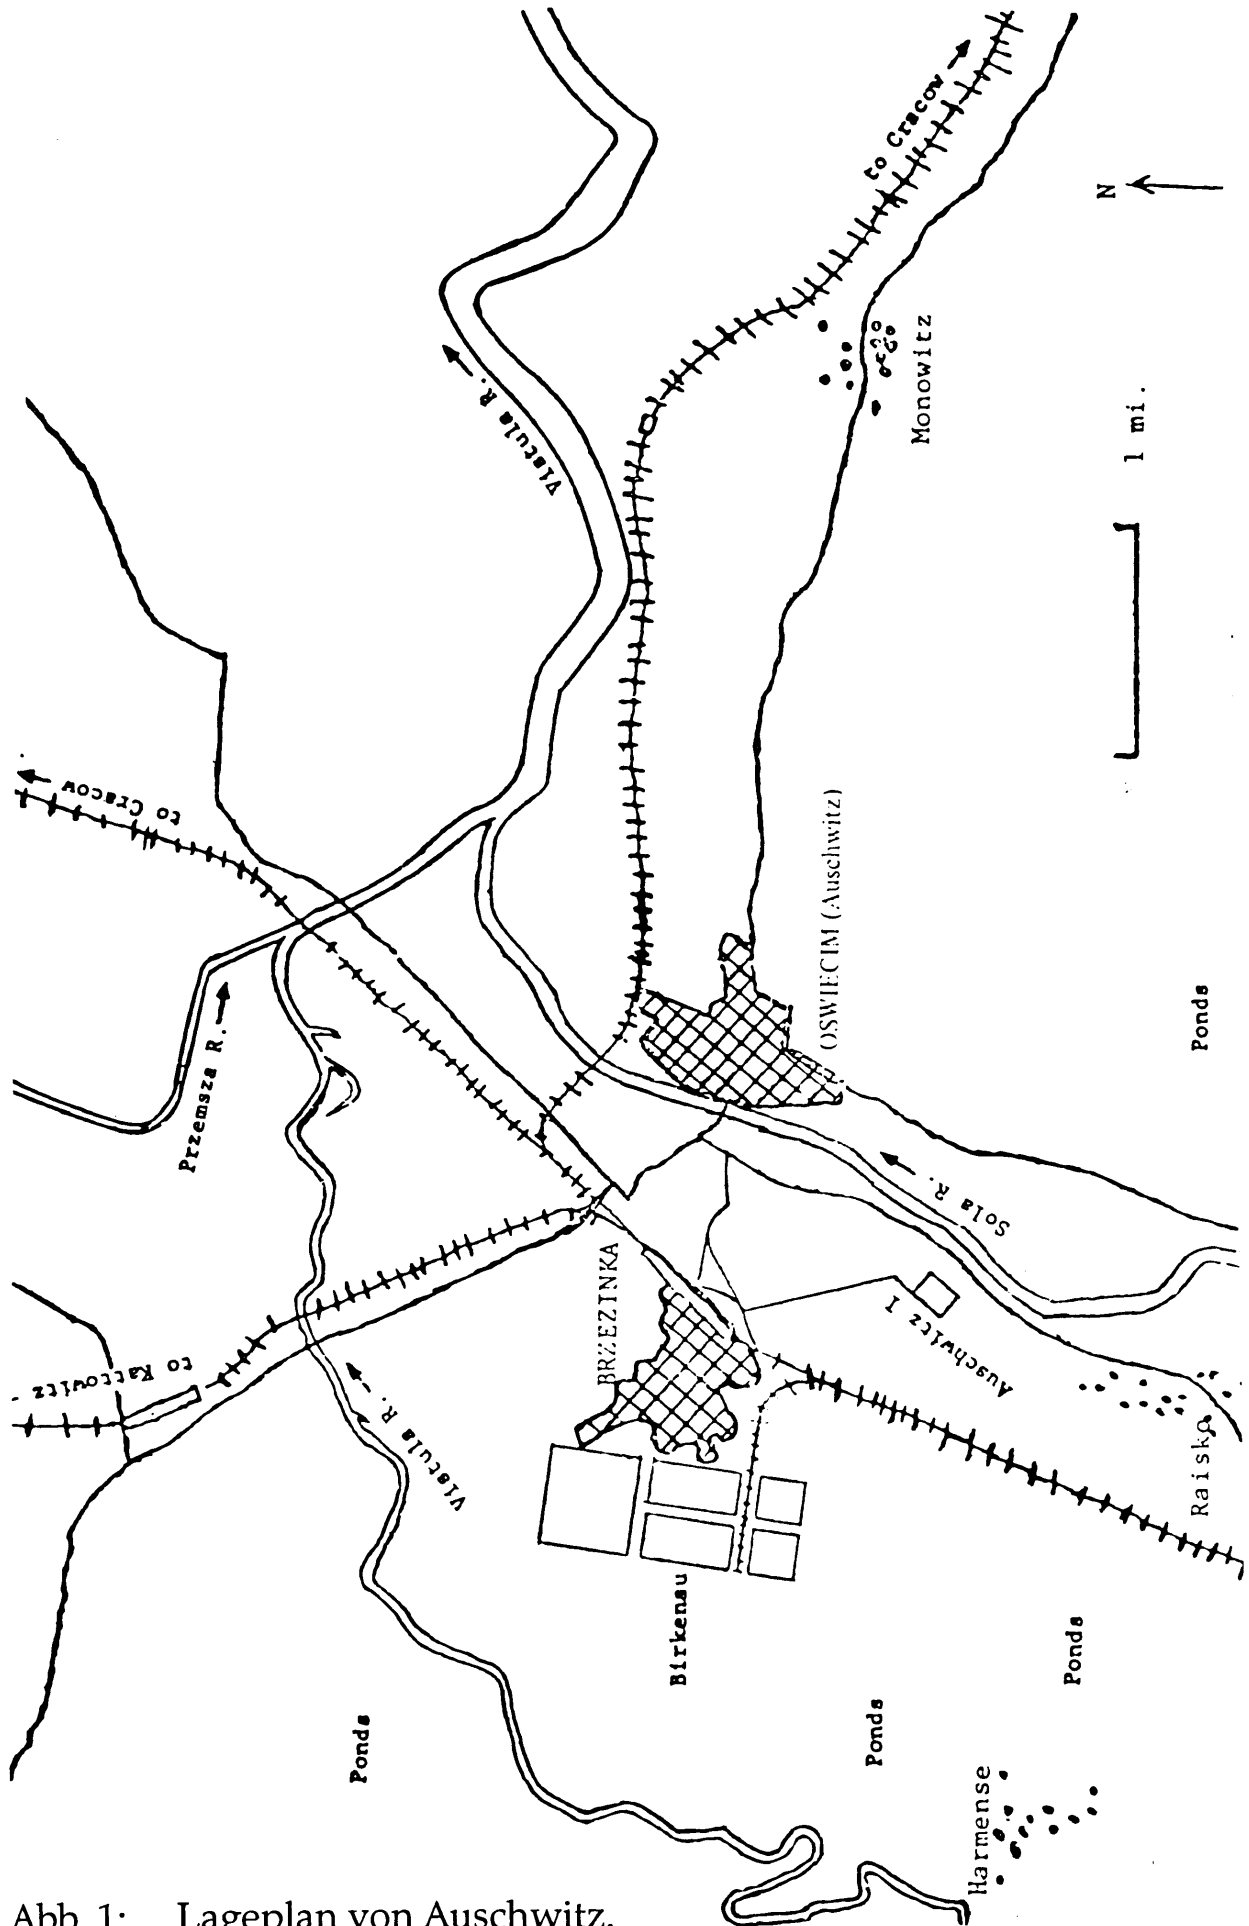 to Cracow
to Cracow
N
Vistula R.
Monowitz
1 mi.
Przemsza R.
OSWIECIM (Auschwitz)
Ponds
to Kattowitz
BRZEZINKA
Sola R.
Auschwitz I
Vistula R.
Raisko
Birkenau
Ponds
Ponds
Ponds
Harmense
Abb. 1: Lageplan von Auschwitz.